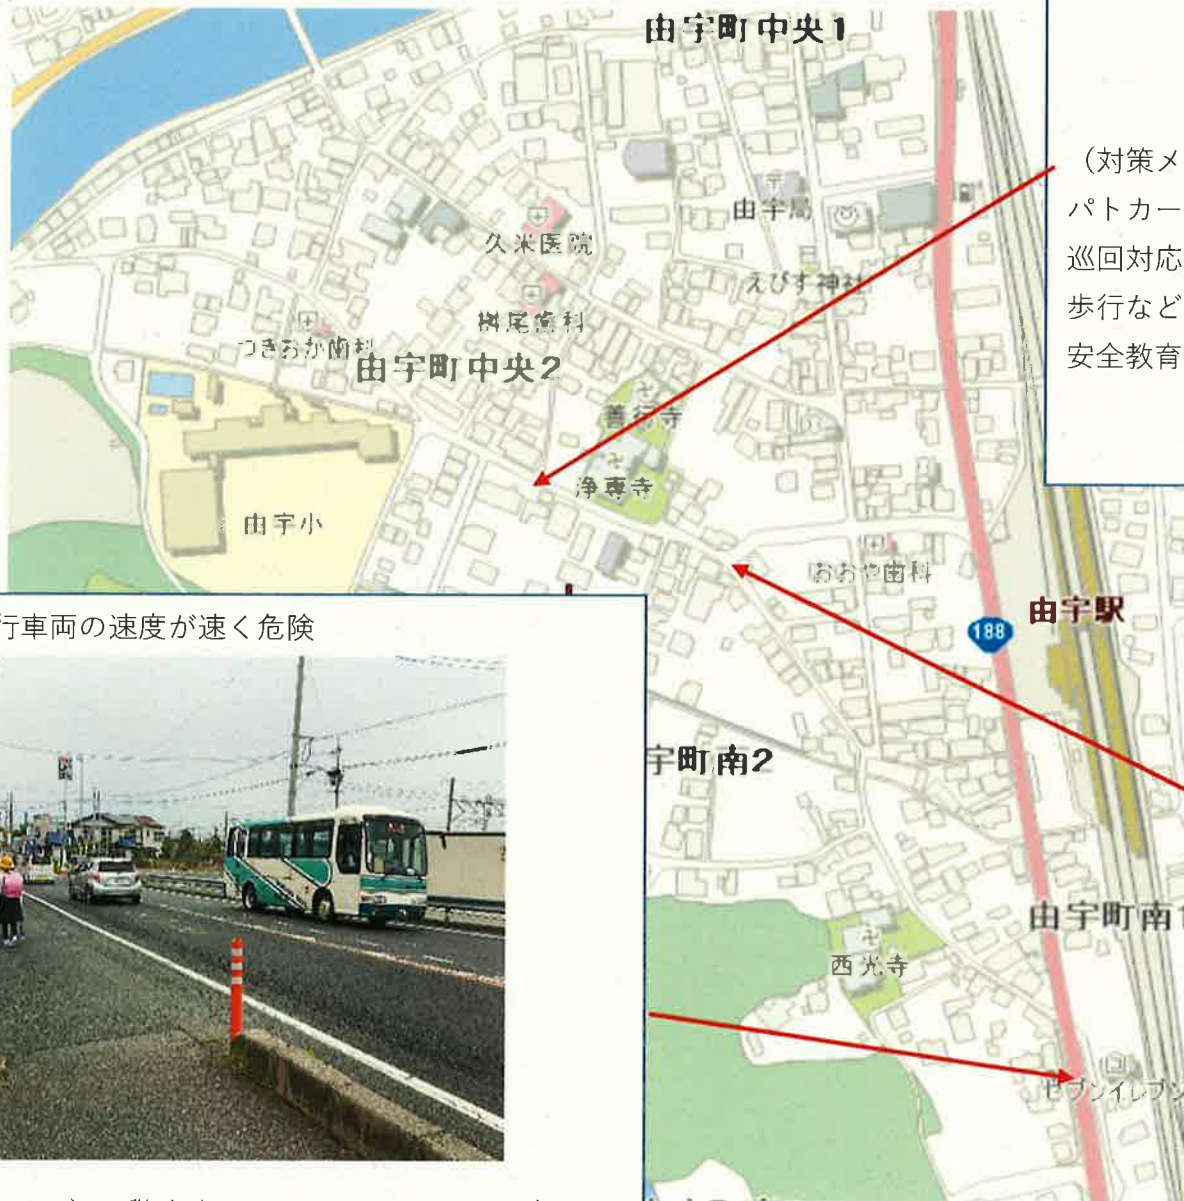 由宇町中央1
（対策メ
パトカー
巡回対応
歩行など
安全教育
由宇局
久米医院
えびす神社
樹尾歯科
つきおか歯科
由宇町中央2
善行寺
浄専寺
由宇小
おおや歯科
由宇駅
188
行車両の速度が速く危険
宇町南2
由宇町南1
西光寺
セブンイレブン